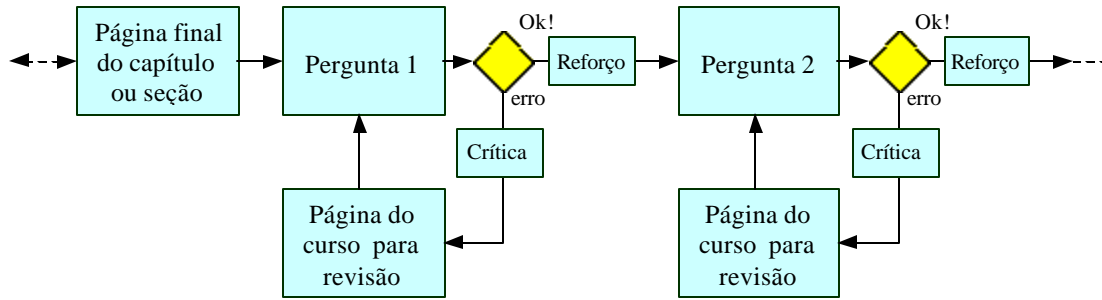 Página final
do capítulo
ou seção
Pergunta 1
Ok!
Reforço
erro
Crítica
Página do
curso para
revisão
Pergunta 2
Ok!
Reforço
erro
Crítica
Página do
curso para
revisão